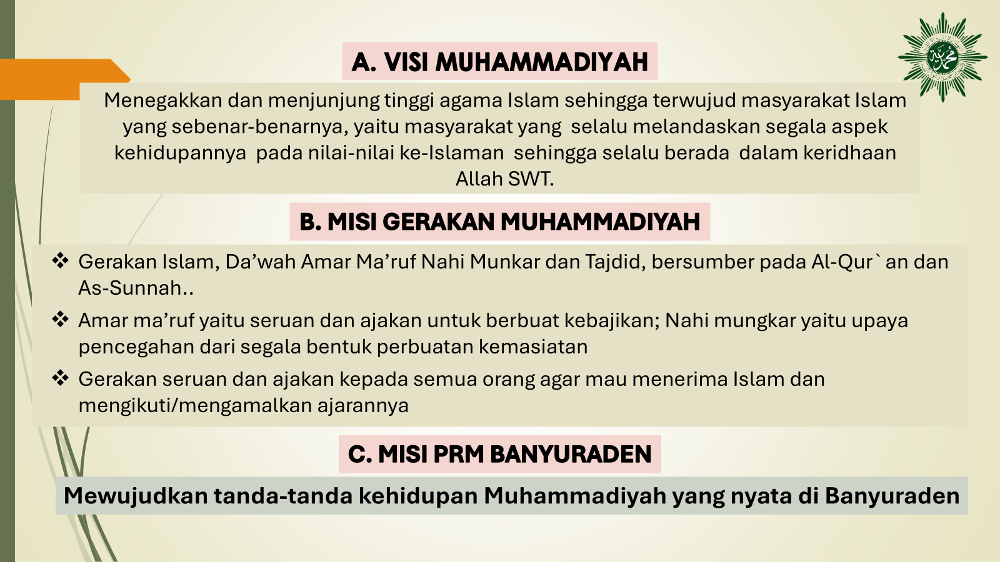 A. VISI MUHAMMADIYAH
Menegakkan dan menjunjung tinggi agama Islam sehingga terwujud masyarakat Islam
yang sebenar-benarnya, yaitu masyarakat yang selalu melandaskan segala aspek
kehidupannya pada nilai-nilai ke-Islaman sehingga selalu berada dalam keridhaan
Allah SWT.
B. MISI GERAKAN MUHAMMADIYAH
❖ Gerakan Islam, Da’wah Amar Ma’ruf Nahi Munkar dan Tajdid, bersumber pada Al-Qur`an dan
As-Sunnah..
❖ Amar ma’ruf yaitu seruan dan ajakan untuk berbuat kebajikan; Nahi mungkar yaitu upaya
pencegahan dari segala bentuk perbuatan kemasiatan
❖ Gerakan seruan dan ajakan kepada semua orang agar mau menerima Islam dan
mengikuti/mengamalkan ajarannya
C. MISI PRM BANYURADEN
Mewujudkan tanda-tanda kehidupan Muhammadiyah yang nyata di Banyuraden